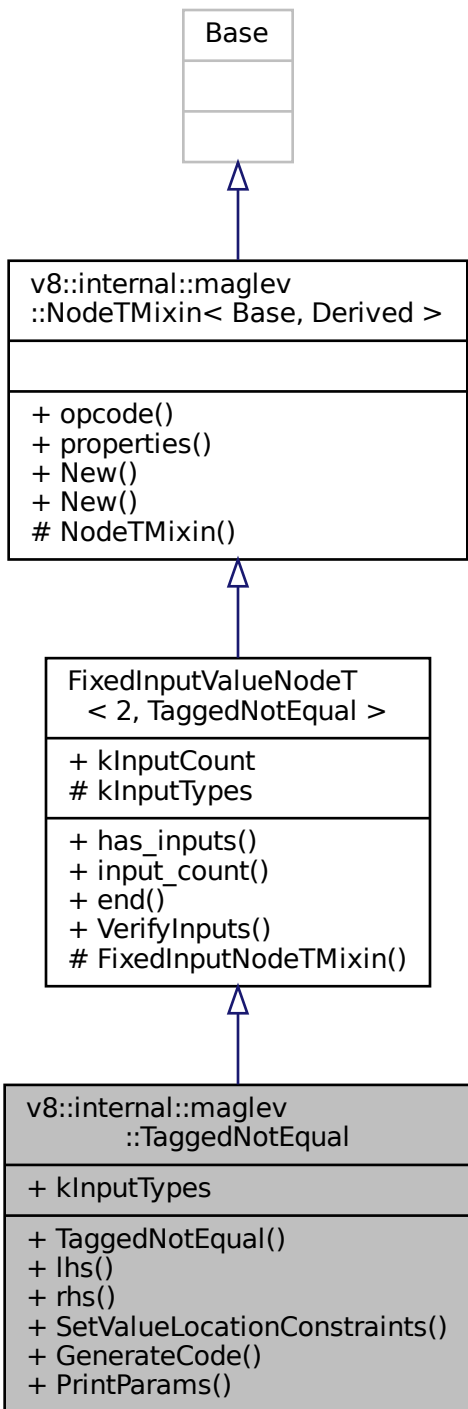 Base
v8::internal::maglev
::NodeTMixin< Base, Derived >
+ opcode()
+ properties()
+ New()
+ New()
# NodeTMixin()
FixedInputValueNodeT
< 2, TaggedNotEqual >
+ kInputCount
# kInputTypes
+ has_inputs()
+ input_count()
+ end()
+ VerifyInputs()
# FixedInputNodeTMixin()
v8::internal::maglev
::TaggedNotEqual
+ kInputTypes
+ TaggedNotEqual()
+ lhs()
+ rhs()
+ SetValueLocationConstraints()
+ GenerateCode()
+ PrintParams()